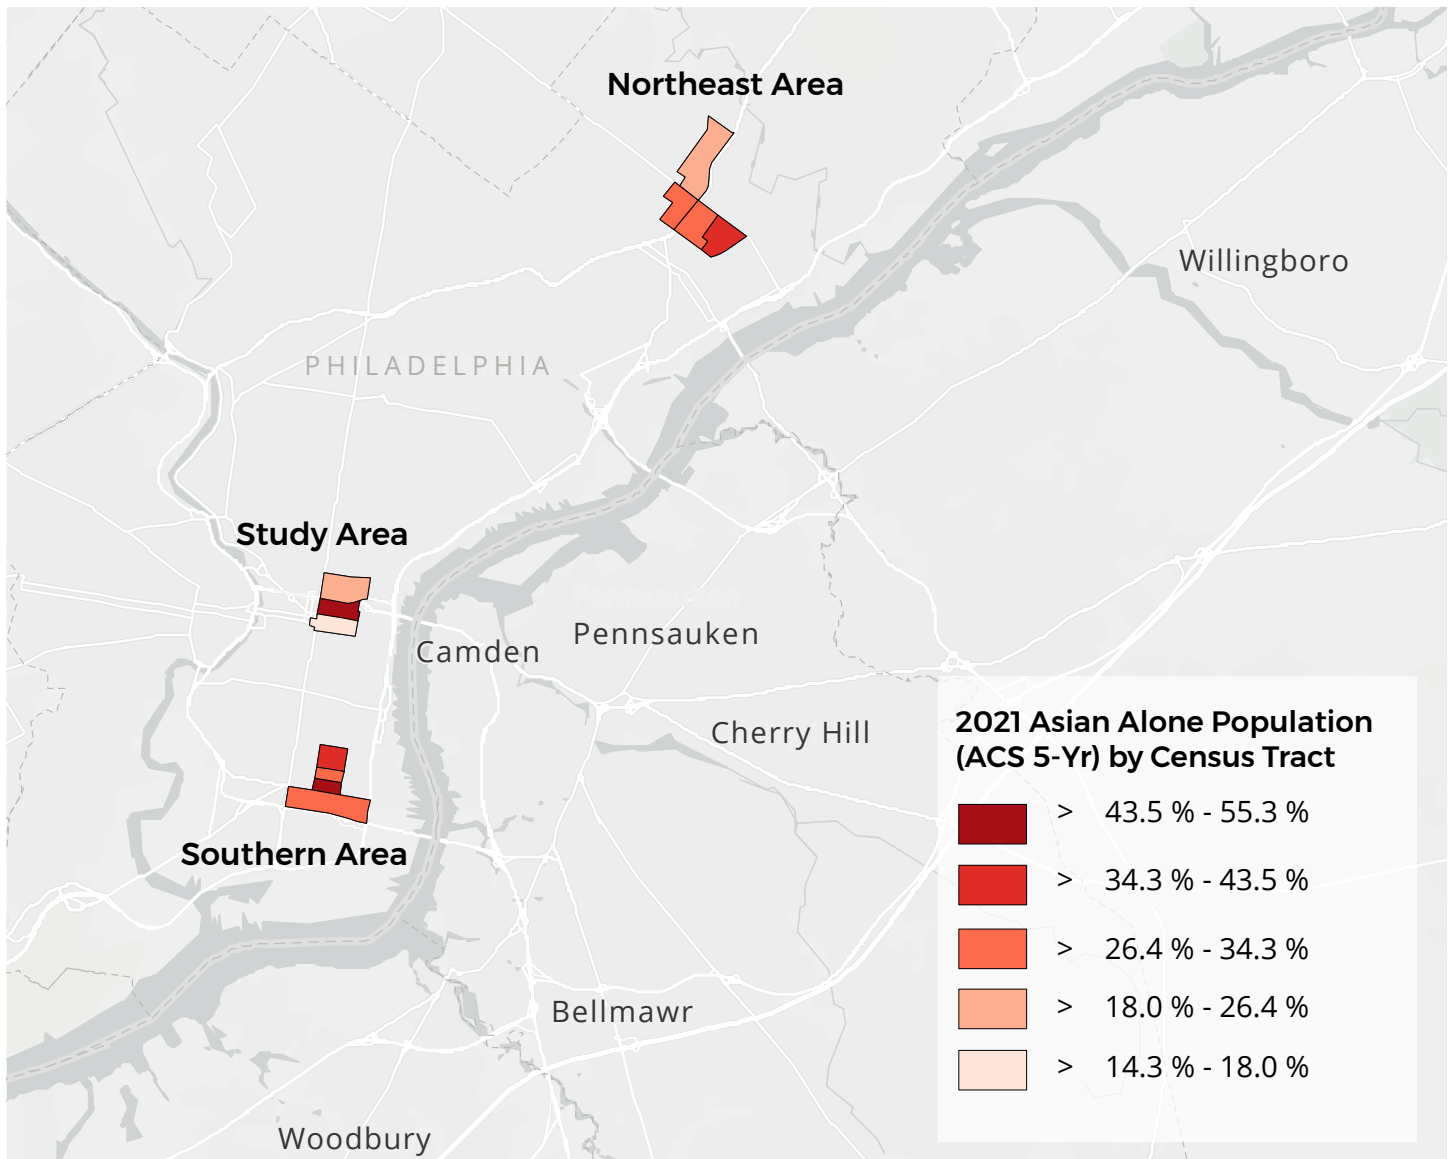 Northeast Area
Willingboro
PHILADELPHIA
Study Area
Pennsauken
Camden
Cherry Hill
Southern Area
Bellmawr
Woodbury
2021 Asian Alone Population
(ACS 5-Yr) by Census Tract
> 43.5 % - 55.3 %
> 34.3 % - 43.5 %
> 26.4 % - 34.3 %
> 18.0 % - 26.4 %
> 14.3 % - 18.0 %